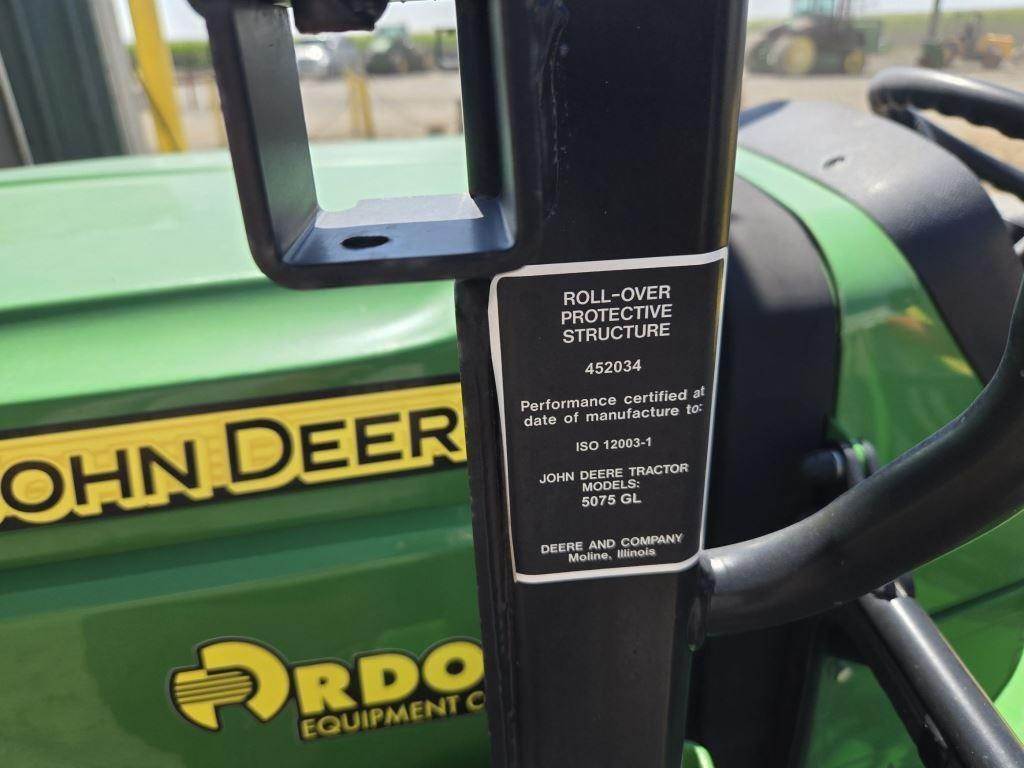 ROLL-OVER
PROTECTIVE
STRUCTURE
452034
Performance certified at
date of manufacture to:
ISO 12003-1
JOHN DEERE TRACTOR
MODELS:
5075 GL
DEERE AND COMPANY
Moline, Illinois
JOHN DEERE
RDO
EQUIPMENT C